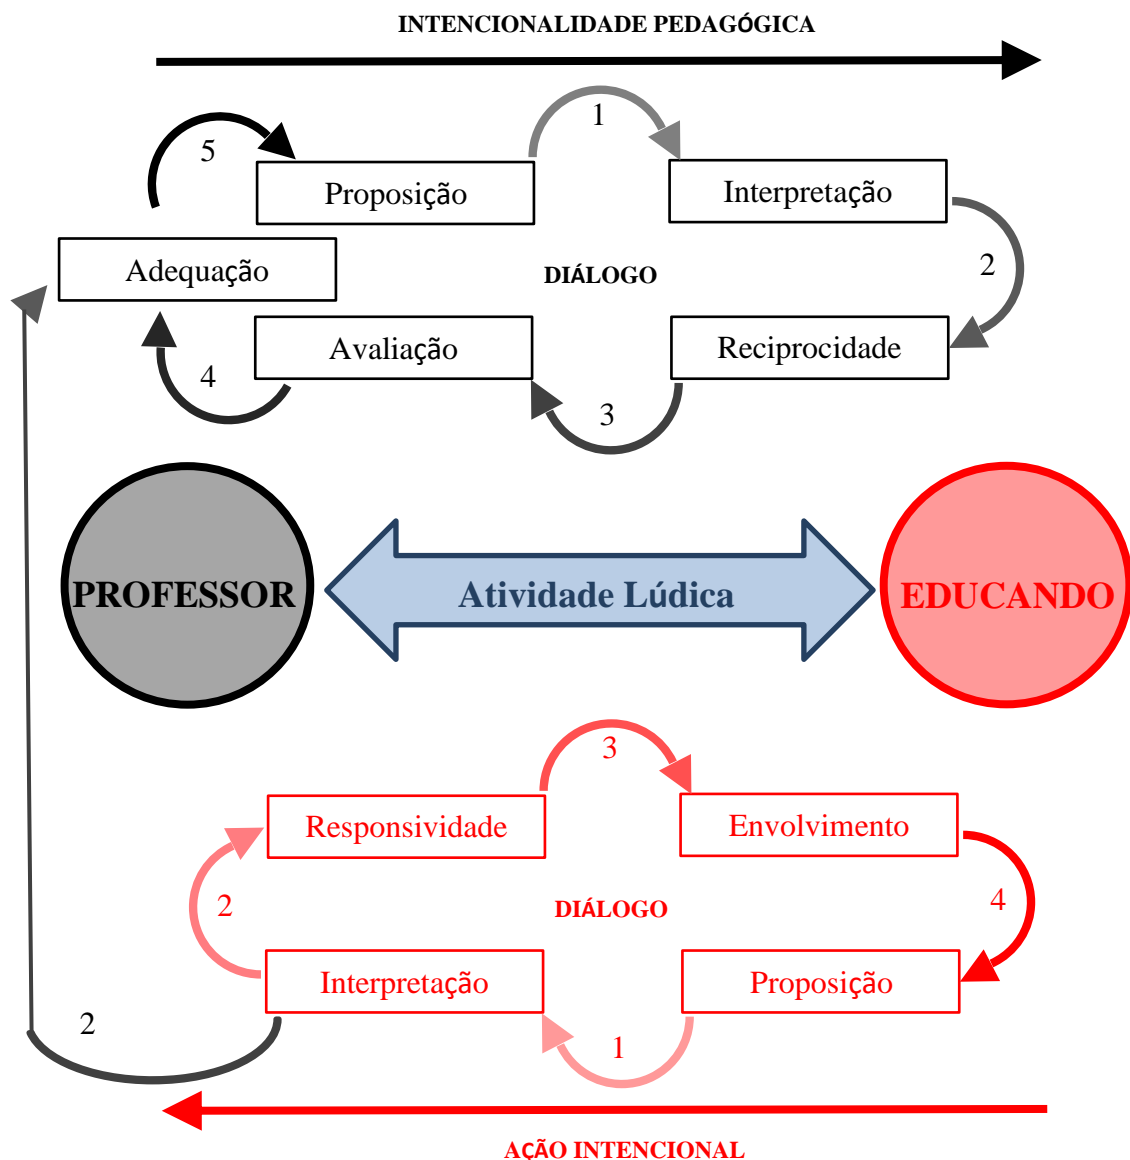 INTENCIONALIDADE PEDAGÓGICA
1
5
Proposição
Interpretação
2
Adequação
DIÁLOGO
Avaliação
Reciprocidade
4
3
PROFESSOR
Atividade Lúdica
EDUCANDO
3
Responsividade
Envolvimento
2
DIÁLOGO
4
Interpretação
Proposição
2
1
AÇÃO INTENCIONAL